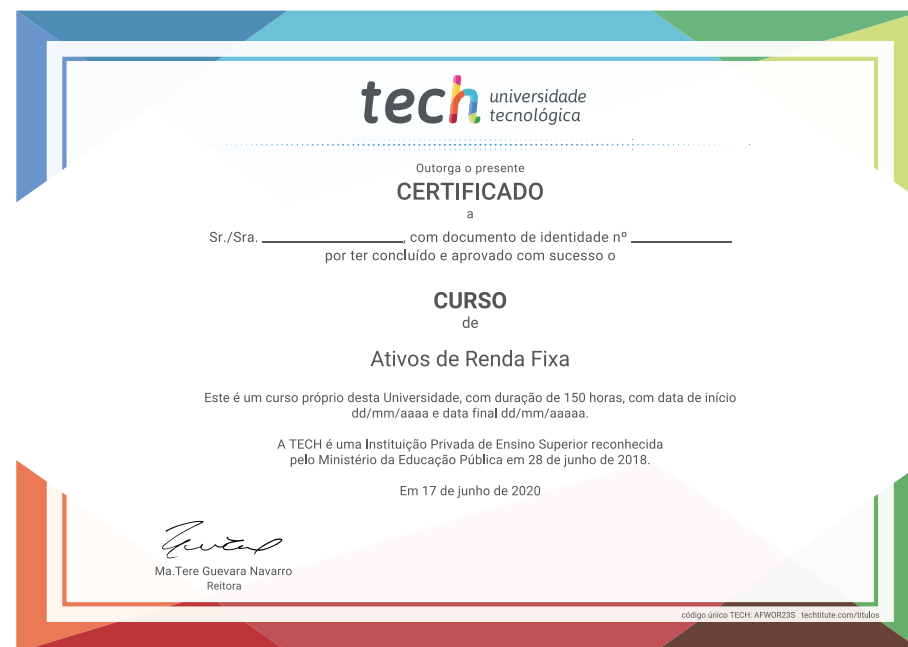 tech universidade
tecnológica
Outorga o presente
CERTIFICADO
a
Sr./Sra. ____________________, com documento de identidade nº ______________
por ter concluído e aprovado com sucesso o
CURSO
de
Ativos de Renda Fixa
Este é um curso próprio desta Universidade, com duração de 150 horas, com data de início
dd/mm/aaaa e data final dd/mm/aaaaa.
A TECH é uma Instituição Privada de Ensino Superior reconhecida
pelo Ministério da Educação Pública em 28 de junho de 2018.
Em 17 de junho de 2020
Ma.Tere Guevara Navarro
Reitora
código único TECH: AFWOR23S techtitute.com/titulos